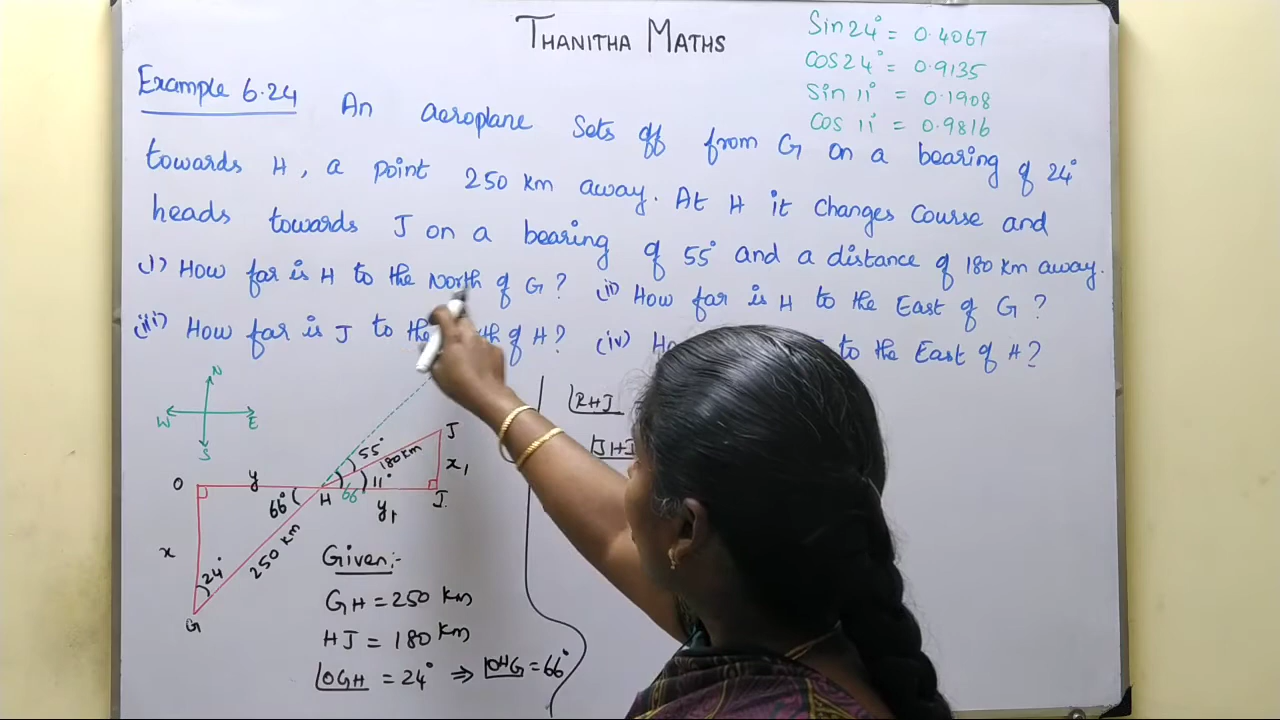 THANITHA MATHS
Sin 24° = 0.4067
COS 24° = 0.9135
Sin 11° = 0.1908
COS 11° = 0.9816
Example 6.24 An aeroplane sets off from G on a bearing of 24°
towards H, a point 250 km away. At H it changes course and
heads towards J on a bearing of 55° and a distance of 180 km away.
(i) How far is H to the North of G? (ii) How far is H to the East of G?
(iii) How far is J to the of H? (iv) to the East of H?
N
W E
S
O y H 55° 180 km J
66° 66 11° x₁
y₁ I
x 24° 250 km
G
Given:-
GH = 250 km
HJ = 180 km
∠OGH = 24° ⇒ ∠OHG = 66°